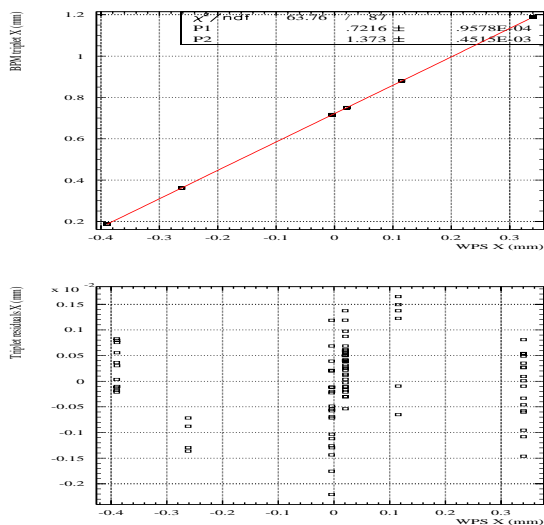 χ²/ndf 63.76 / 87
P1 .7216 ± .9578E-04
P2 1.373 ± .4515E-03
BPM triplet X (mm)
1.2
1
0.8
0.6
0.4
0.2
-0.4 -0.3 -0.2 -0.1 0 0.1 0.2 0.3
WPS X (mm)
x 10 -2
Triplet residuals X (mm)
0.15
0.1
0.05
0
-0.05
-0.1
-0.15
-0.2
-0.4 -0.3 -0.2 -0.1 0 0.1 0.2 0.3
WPS X (mm)